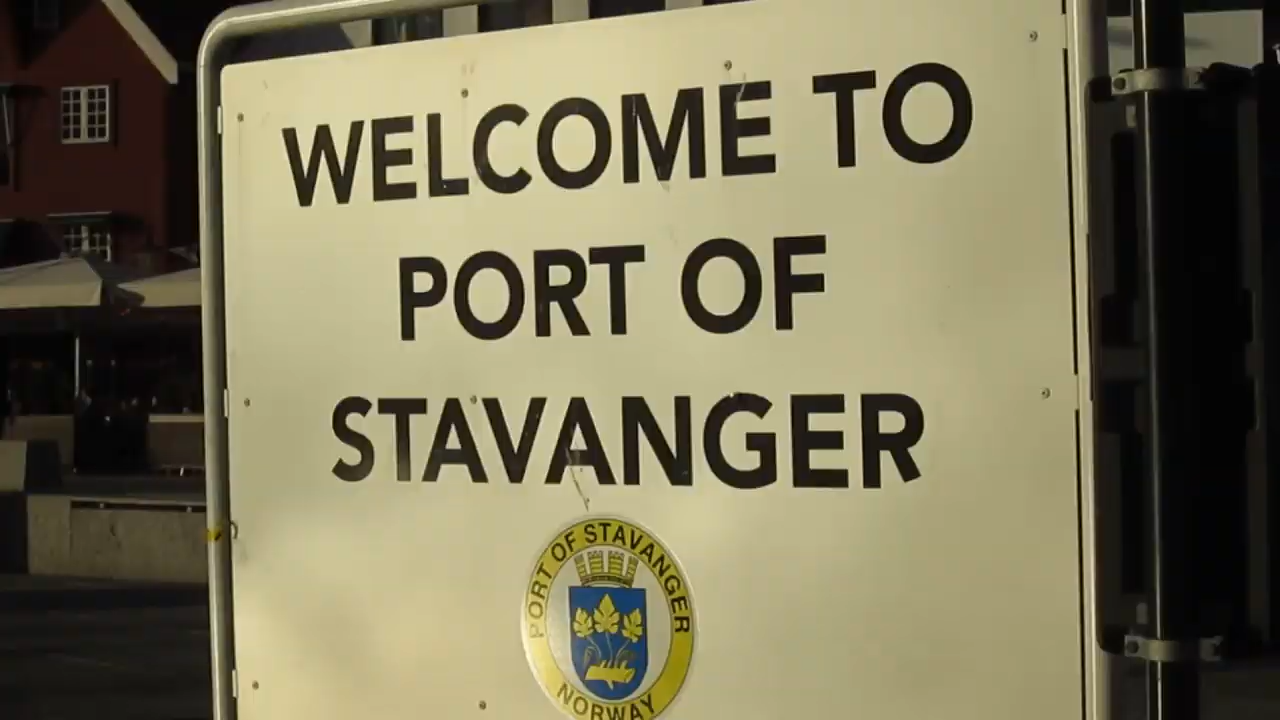 WELCOME TO
PORT OF
STAVANGER
PORT OF STAVANGER
NORWAY